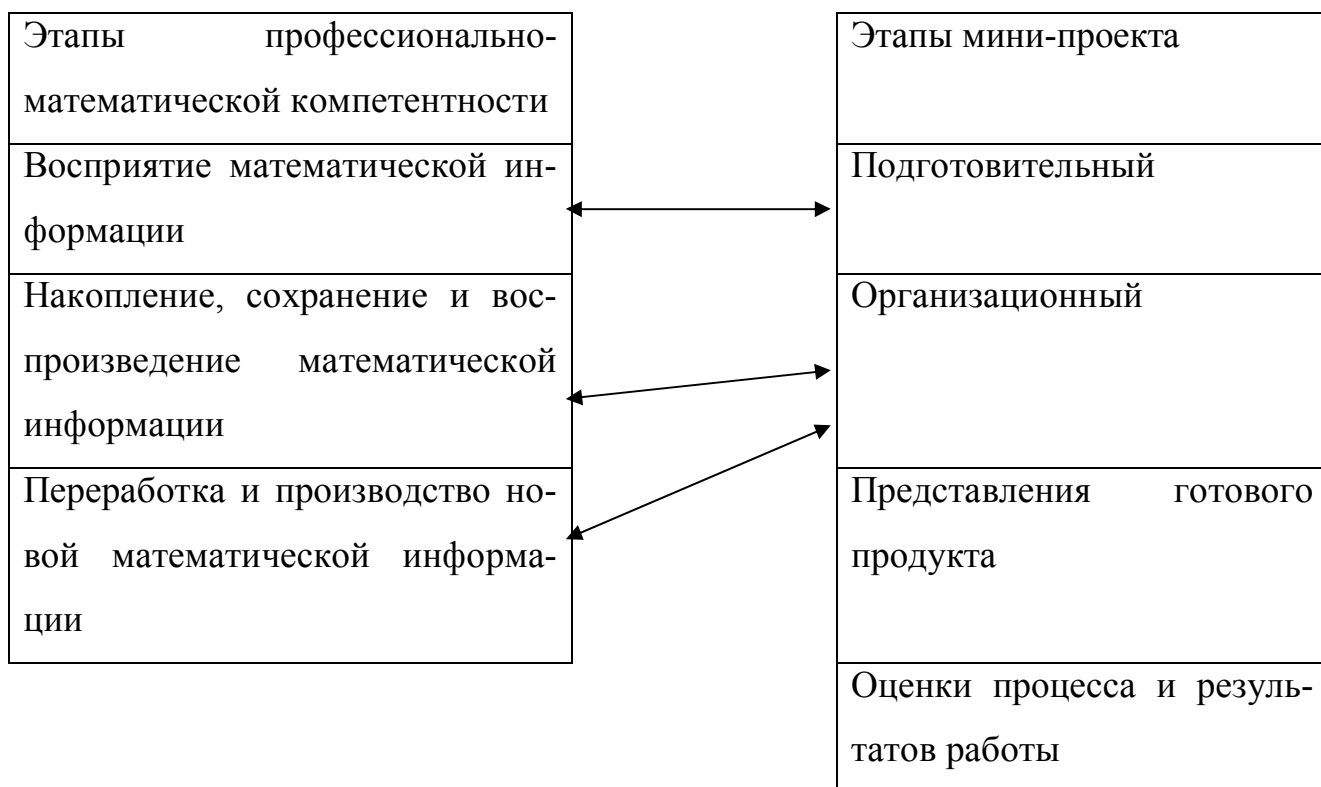 Этапы профессионально-
математической компетентности
Восприятие математической ин-
формации
Накопление, сохранение и вос-
произведение математической
информации
Переработка и производство но-
вой математической информа-
ции
Этапы мини-проекта
Подготовительный
Организационный
Представления готового
продукта
Оценки процесса и резуль-
татов работы